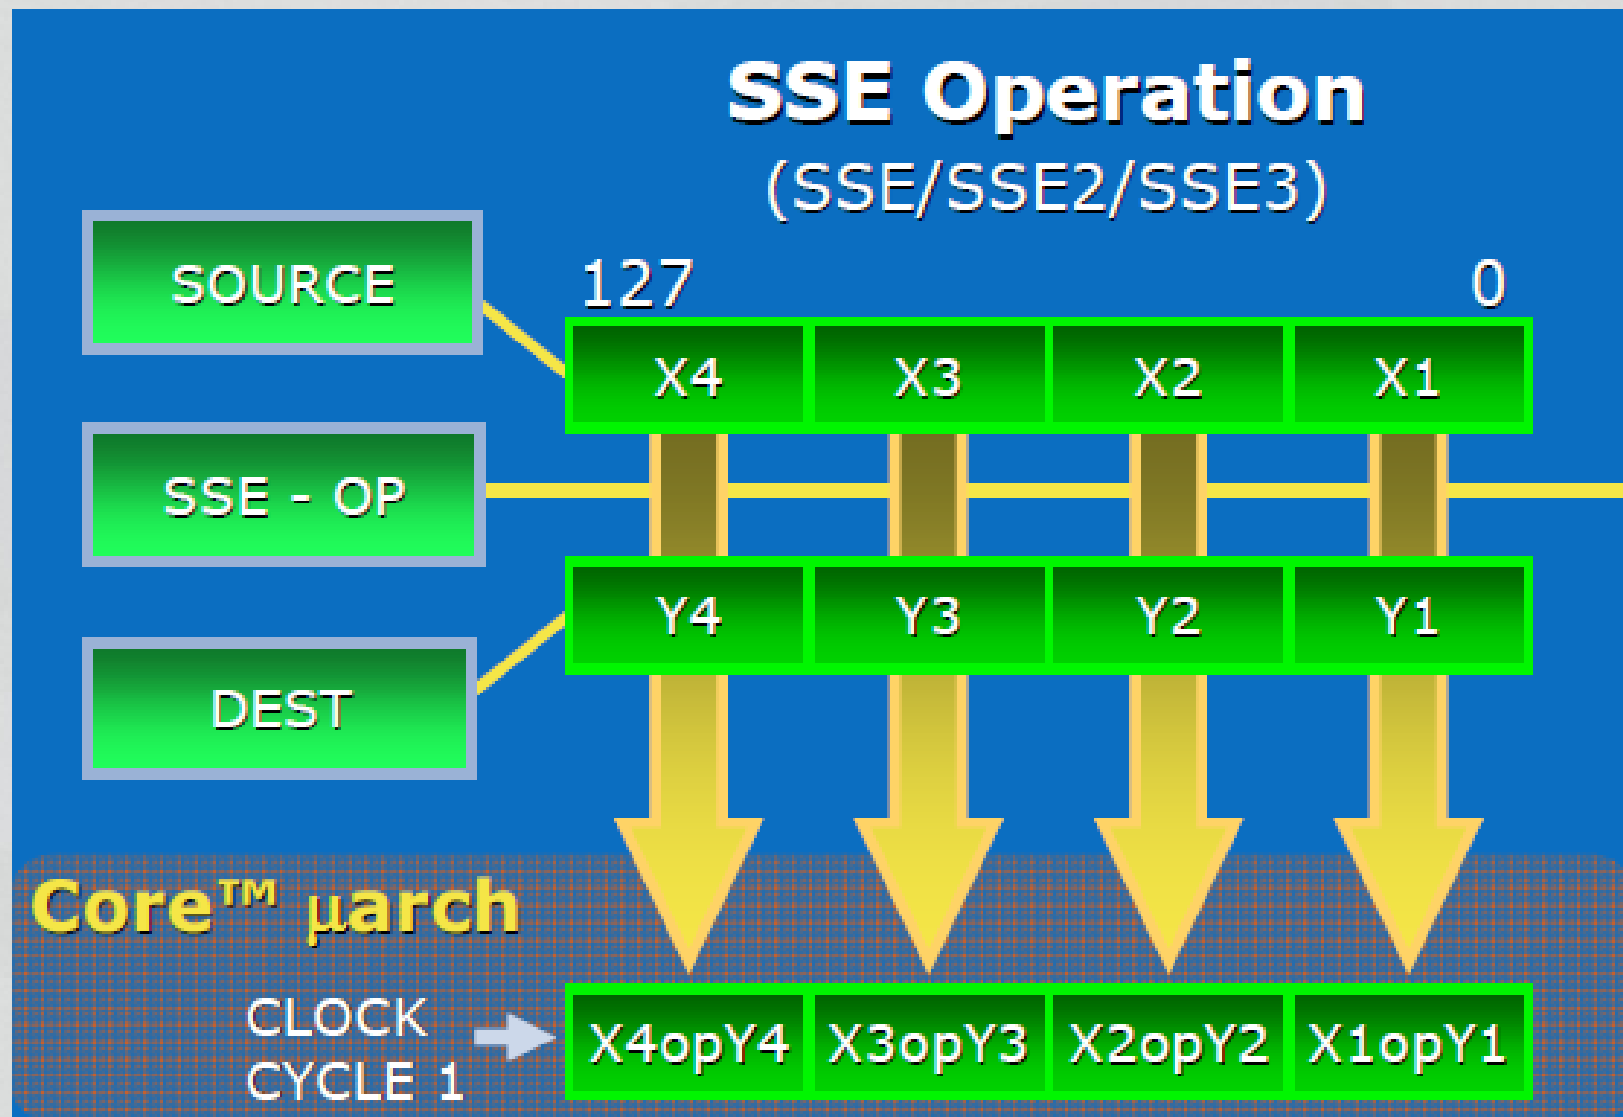 SSE Operation
(SSE/SSE2/SSE3)
SOURCE
127 0
X4 X3 X2 X1
SSE - OP
Y4 Y3 Y2 Y1
DEST
Core™ µarch
CLOCK
CYCLE 1
X4opY4 X3opY3 X2opY2 X1opY1